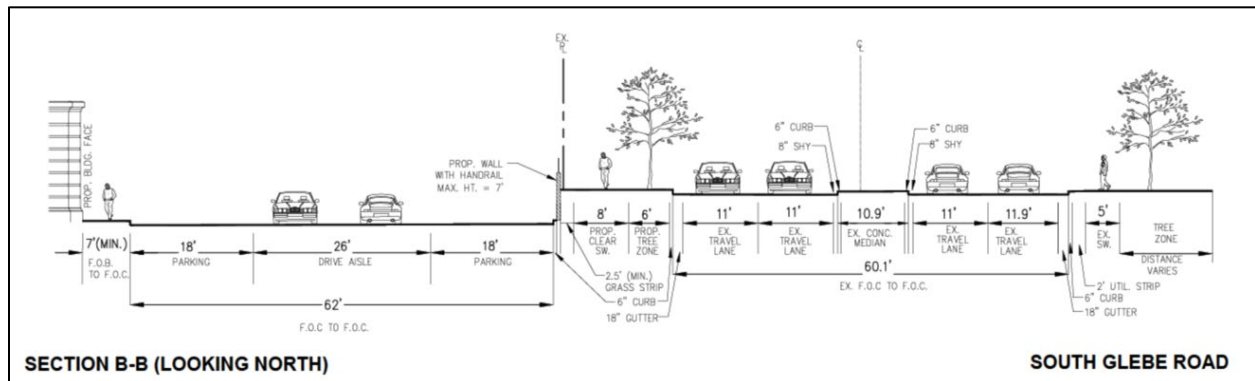 EX.
PL
CL
PROP. BLDG. FACE
PROP. WALL
WITH HANDRAIL
MAX. HT. = 7'
6" CURB
8" SHY
6" CURB
8" SHY
7'(MIN.)
F.O.B.
TO F.O.C.
18'
PARKING
26'
DRIVE AISLE
18'
PARKING
8'
PROP.
CLEAR
SW.
6'
PROP.
TREE
ZONE
11'
EX.
TRAVEL
LANE
11'
EX.
TRAVEL
LANE
10.9'
EX. CONC.
MEDIAN
11'
EX.
TRAVEL
LANE
11.9'
EX.
TRAVEL
LANE
5'
EX.
SW.
TREE
ZONE
DISTANCE
VARIES
62'
F.O.C TO F.O.C.
2.5' (MIN.)
GRASS STRIP
6" CURB
18" GUTTER
60.1'
EX. F.O.C TO F.O.C.
2' UTIL. STRIP
6" CURB
18" GUTTER
SECTION B-B (LOOKING NORTH)
SOUTH GLEBE ROAD